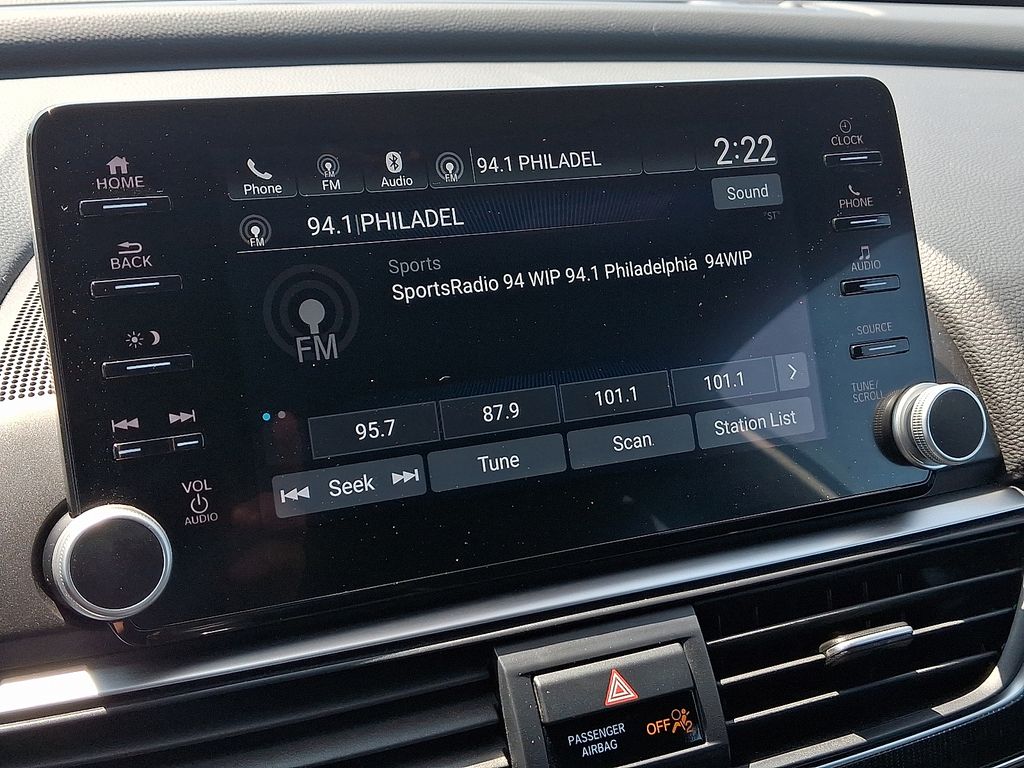 HOME
BACK
VOL
AUDIO
Phone
FM
FM
Audio
FM
94.1 PHILADEL
2:22
Sound
FM
94.1 PHILADEL
"ST"
Sports
SportsRadio 94 WIP 94.1 Philadelphia 94WIP
FM
95.7
87.9
101.1
101.1
Seek
Tune
Scan
Station List
CLOCK
PHONE
AUDIO
SOURCE
TUNE/
SCROLL
PASSENGER
AIRBAG
OFF
2